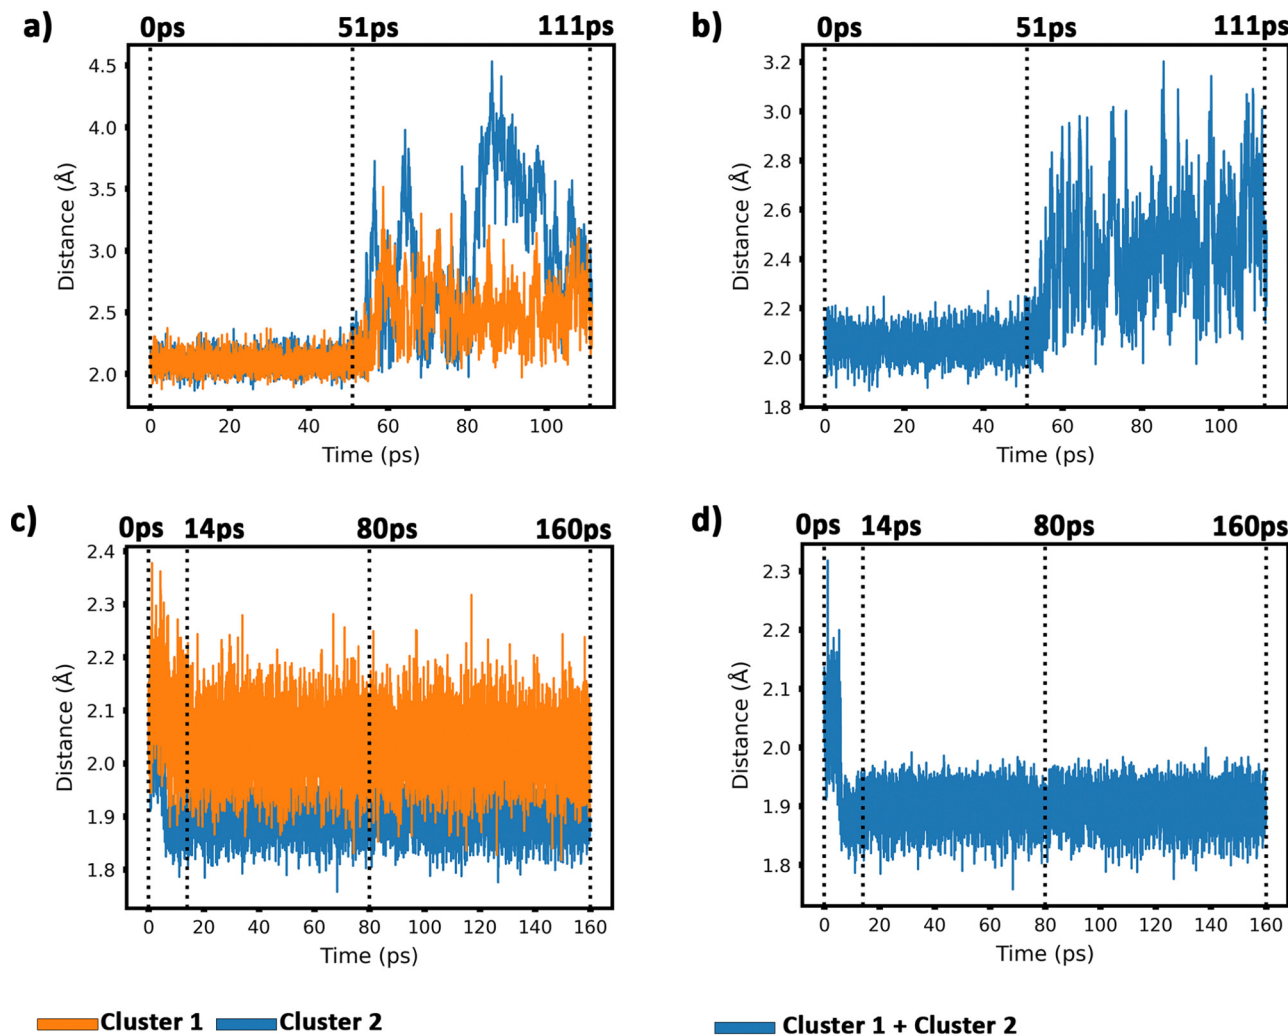 a)
0ps 51ps 111ps
4.5
4.0
3.5
3.0
2.5
2.0
Distance (Å)
0 20 40 60 80 100
Time (ps)
b)
0ps 51ps 111ps
3.2
3.0
2.8
2.6
2.4
2.2
2.0
1.8
Distance (Å)
0 20 40 60 80 100
Time (ps)
c)
0ps 14ps 80ps 160ps
2.4
2.3
2.2
2.1
2.0
1.9
1.8
Distance (Å)
0 20 40 60 80 100 120 140 160
Time (ps)
d)
0ps 14ps 80ps 160ps
2.3
2.2
2.1
2.0
1.9
1.8
Distance (Å)
0 20 40 60 80 100 120 140 160
Time (ps)
Cluster 1 Cluster 2
Cluster 1 + Cluster 2